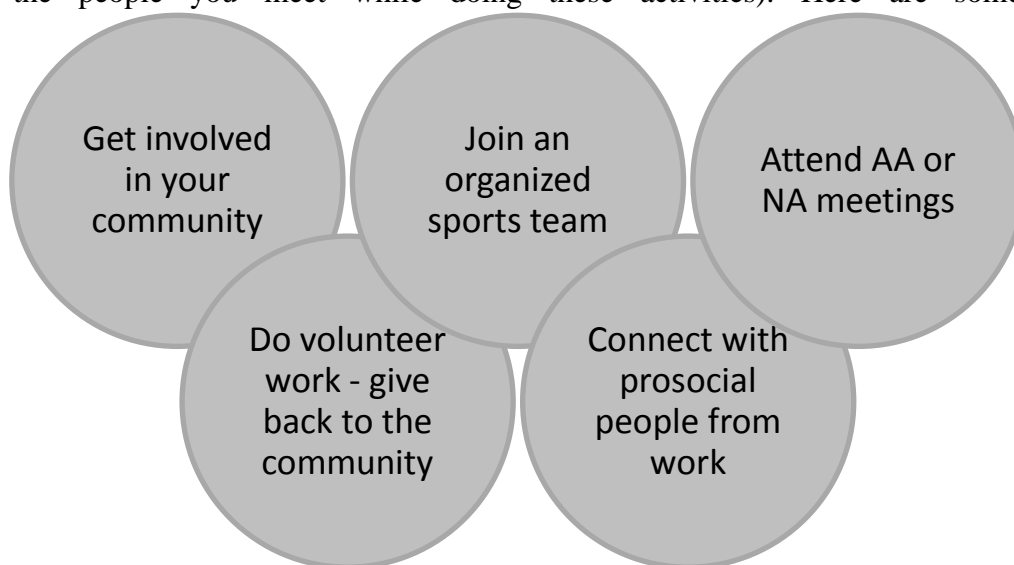 the people you meet while doing these activities). Here are some
Get involved
in your
community
Join an
organized
sports team
Attend AA or
NA meetings
Do volunteer
work - give
back to the
community
Connect with
prosocial
people from
work